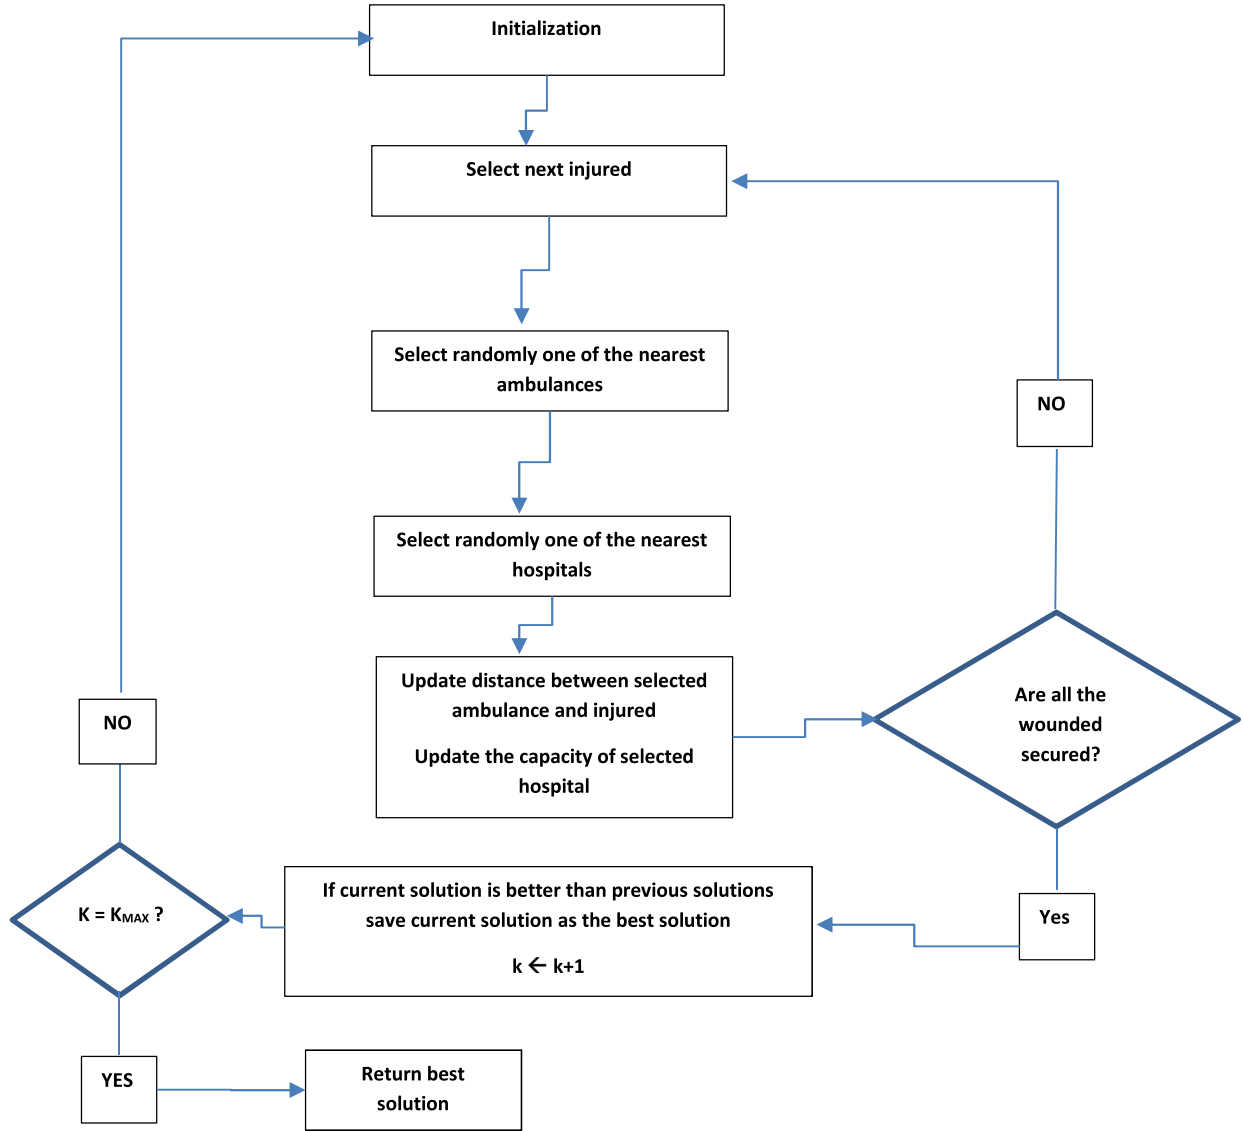 Initialization
Select next injured
Select randomly one of the nearest
ambulances
NO
Select randomly one of the nearest
hospitals
Update distance between selected
ambulance and injured
Update the capacity of selected
hospital
Are all the
wounded
secured?
NO
K = KMAX ?
If current solution is better than previous solutions
save current solution as the best solution
k ← k+1
Yes
YES
Return best
solution